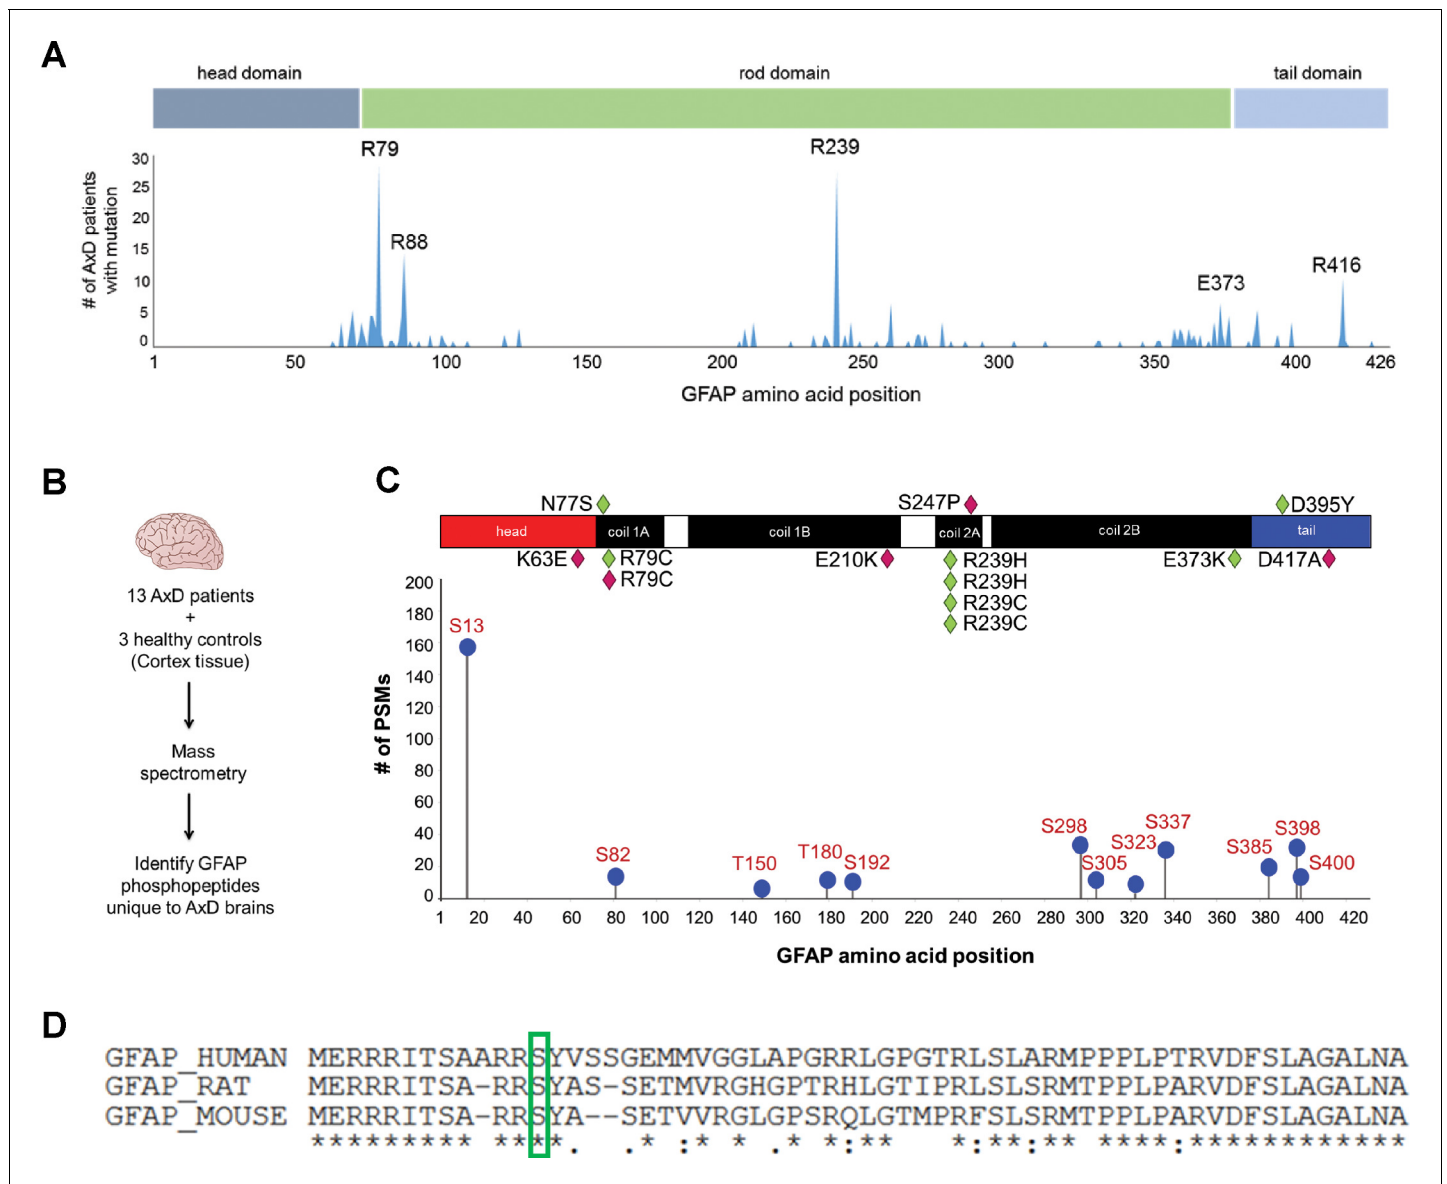 A
head domain
rod domain
tail domain
R79
R239
R88
E373
R416
# of AxD patients
with mutation
30
25
20
15
10
5
0
1 50 100 150 200 250 300 350 400 426
GFAP amino acid position
B
13 AxD patients
+
3 healthy controls
(Cortex tissue)
Mass
spectrometry
Identify GFAP
phosphopeptides
unique to AxD brains
C
N77S
S247P
D395Y
head
coil 1A
coil 1B
coil 2A
coil 2B
tail
K63E
R79C
R79C
E210K
R239H
R239H
R239C
R239C
E373K
D417A
# of PSMs
200
180
160
140
120
100
80
60
40
20
0
S13
S82
T150
T180
S192
S298
S305
S323
S337
S385
S398
S400
1 20 40 60 80 100 120 140 160 180 200 220 240 260 280 300 320 340 360 380 400 420
GFAP amino acid position
D
GFAP_HUMAN MERRRITSAARRSYVSSGEMMVGGLAPGRRLGPGTRLSLARMPPPLPTRVDFSLAGALNA
GFAP_RAT MERRRITSA-RRSYAS-SETMVRGHGPTRHLGTIPRLSLSRMTPPLPARVDFSLAGALNA
GFAP_MOUSE MERRRITSA-RRSYA--SETVVRGLGPSRQLGTMPRFSLSRMTPPLPARVDFSLAGALNA
********* ****. .* :* * .* *:** *:**:** ****:************